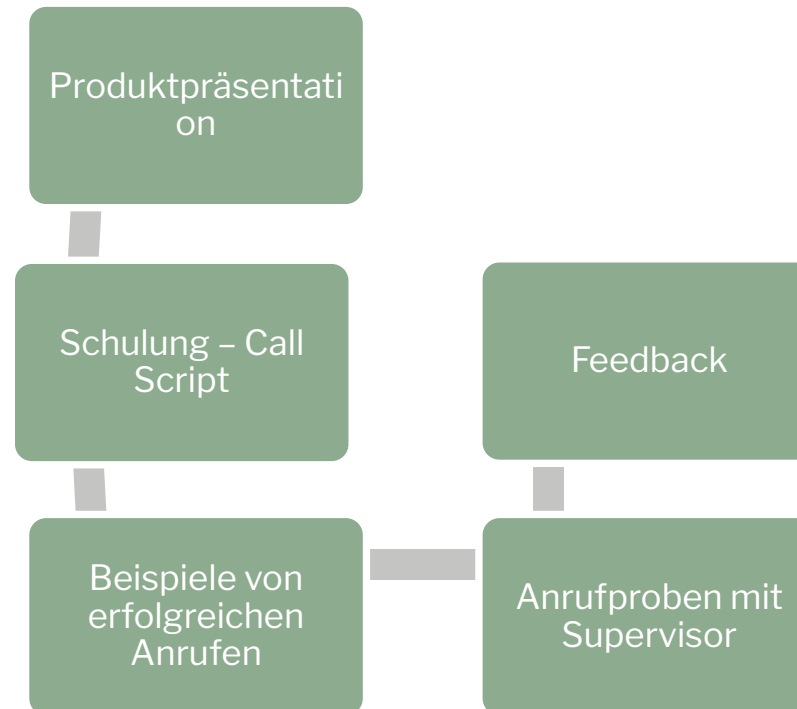 Produktpräsentati
on
Schulung – Call
Script
Beispiele von
erfolgreichen
Anrufen
Anrufproben mit
Supervisor
Feedback